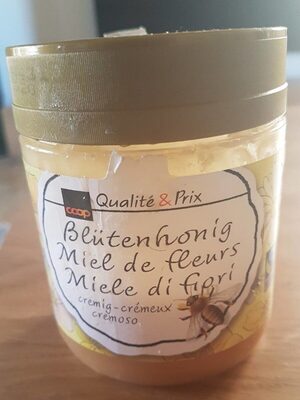 coop Qualité & Prix
Blütenhonig
Miel de fleurs
Miele di fiori
cremig-crémeux
cremoso